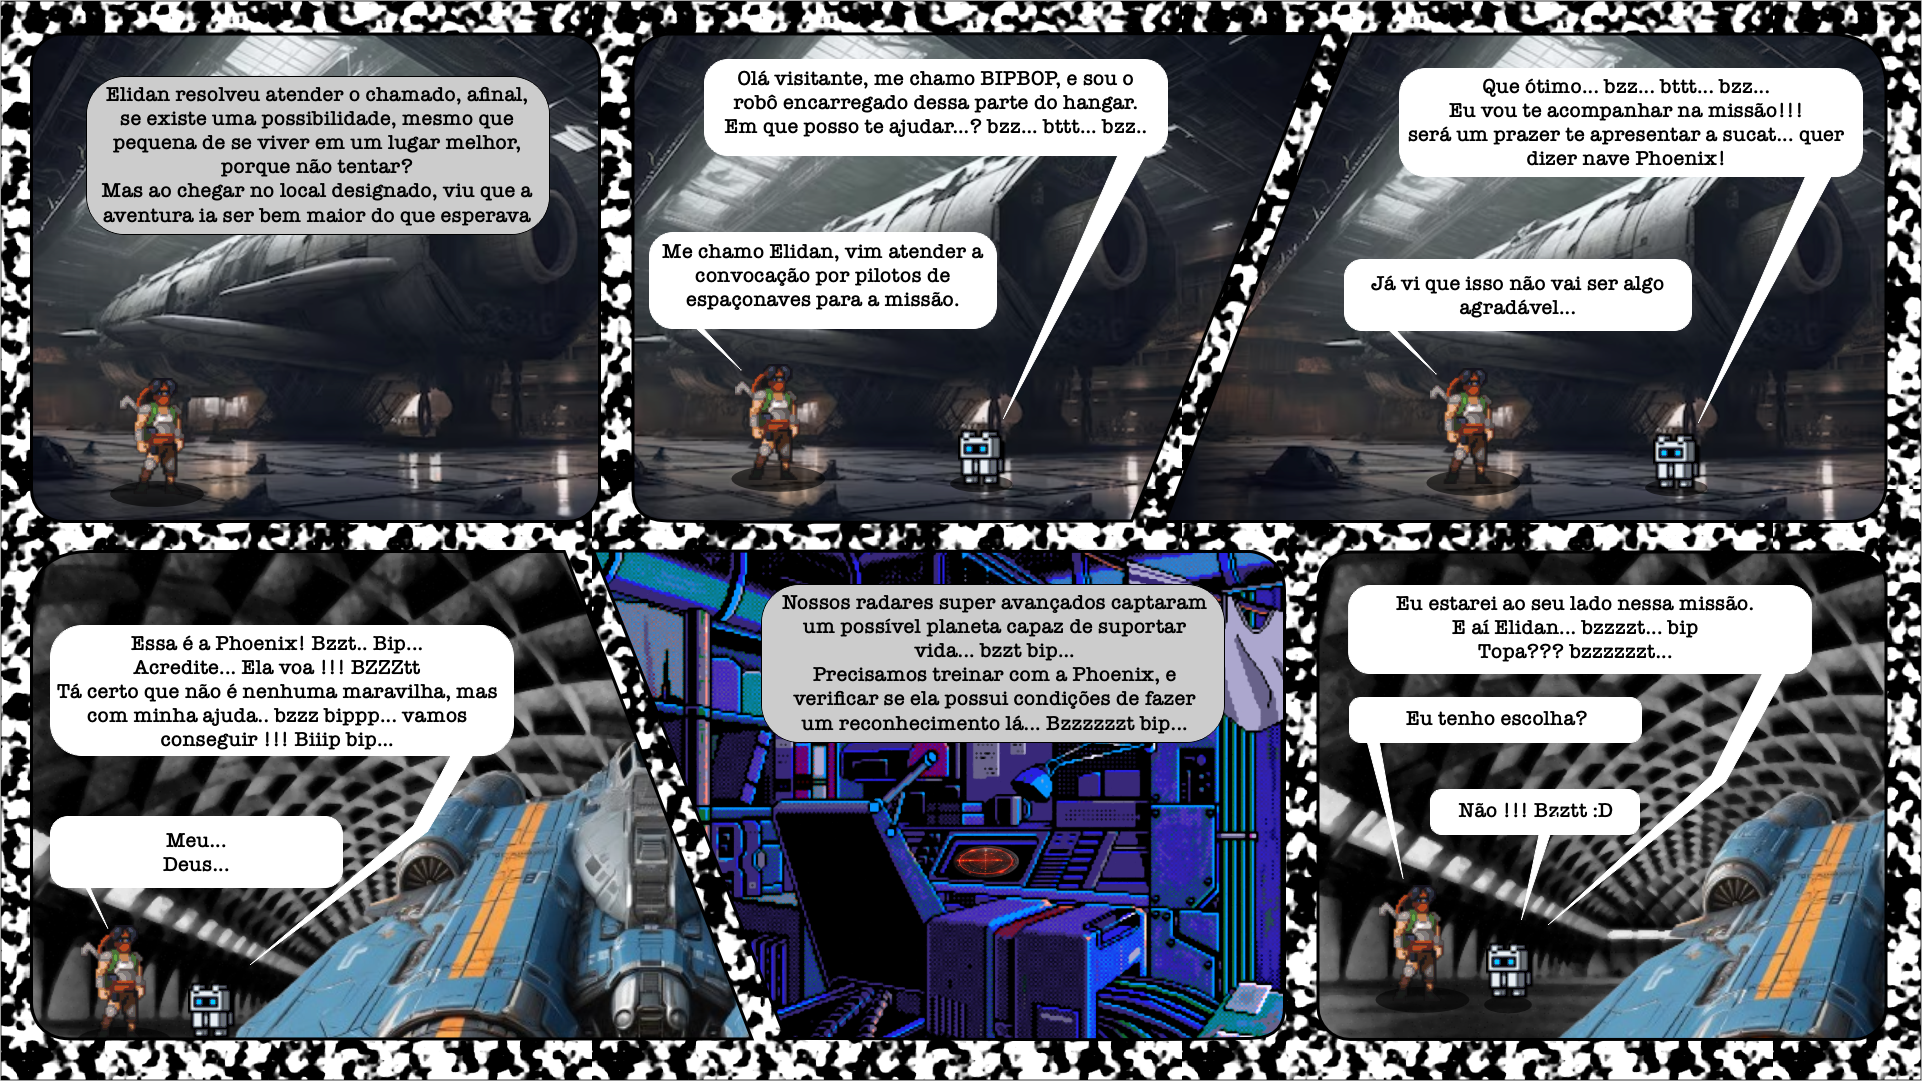 Elidan resolveu atender o chamado, afinal,
se existe uma possibilidade, mesmo que
pequena de se viver em um lugar melhor,
porque não tentar?
Mas ao chegar no local designado, viu que a
aventura ia ser bem maior do que esperava
Olá visitante, me chamo BIPBOP, e sou o
robô encarregado dessa parte do hangar.
Em que posso te ajudar...? bzz... bttt... bzz..
Me chamo Elidan, vim atender a
convocação por pilotos de
espaçonaves para a missão.
Que ótimo... bzz... bttt... bzz...
Eu vou te acompanhar na missão!!!
será um prazer te apresentar a sucat... quer
dizer nave Phoenix!
Já vi que isso não vai ser algo
agradável...
Essa é a Phoenix! Bzzt.. Bip...
Acredite... Ela voa !!! BZZZtt
Tá certo que não é nenhuma maravilha, mas
com minha ajuda.. bzzz bippp... vamos
conseguir !!! Biiip bip...
Meu...
Deus...
Nossos radares super avançados captaram
um possível planeta capaz de suportar
vida... bzzt bip...
Precisamos treinar com a Phoenix, e
verificar se ela possui condições de fazer
um reconhecimento lá... Bzzzzzzt bip...
Eu estarei ao seu lado nessa missão.
E aí Elidan... bzzzzt... bip
Topa??? bzzzzzzt...
Eu tenho escolha?
Não !!! Bzztt :D